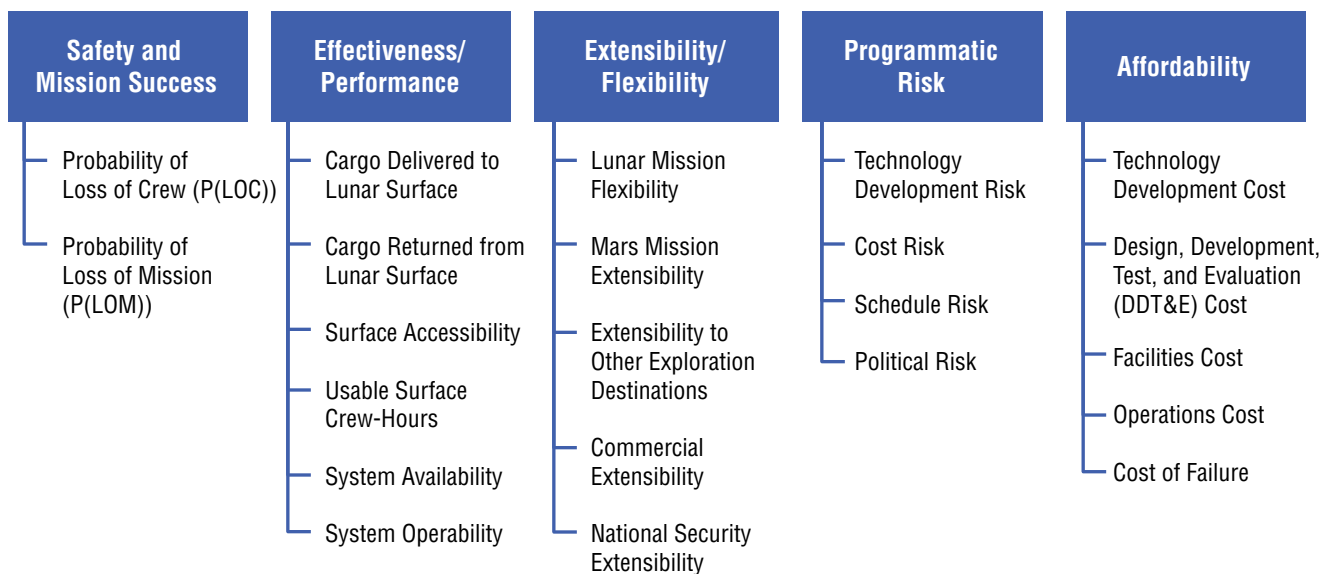 Safety and
Mission Success
Probability of
Loss of Crew (P(LOC))
Probability of
Loss of Mission
(P(LOM))
Effectiveness/
Performance
Cargo Delivered to
Lunar Surface
Cargo Returned from
Lunar Surface
Surface Accessibility
Usable Surface
Crew-Hours
System Availability
System Operability
Extensibility/
Flexibility
Lunar Mission
Flexibility
Mars Mission
Extensibility
Extensibility to
Other Exploration
Destinations
Commercial
Extensibility
National Security
Extensibility
Programmatic
Risk
Technology
Development Risk
Cost Risk
Schedule Risk
Political Risk
Affordability
Technology
Development Cost
Design, Development,
Test, and Evaluation
(DDT&E) Cost
Facilities Cost
Operations Cost
Cost of Failure